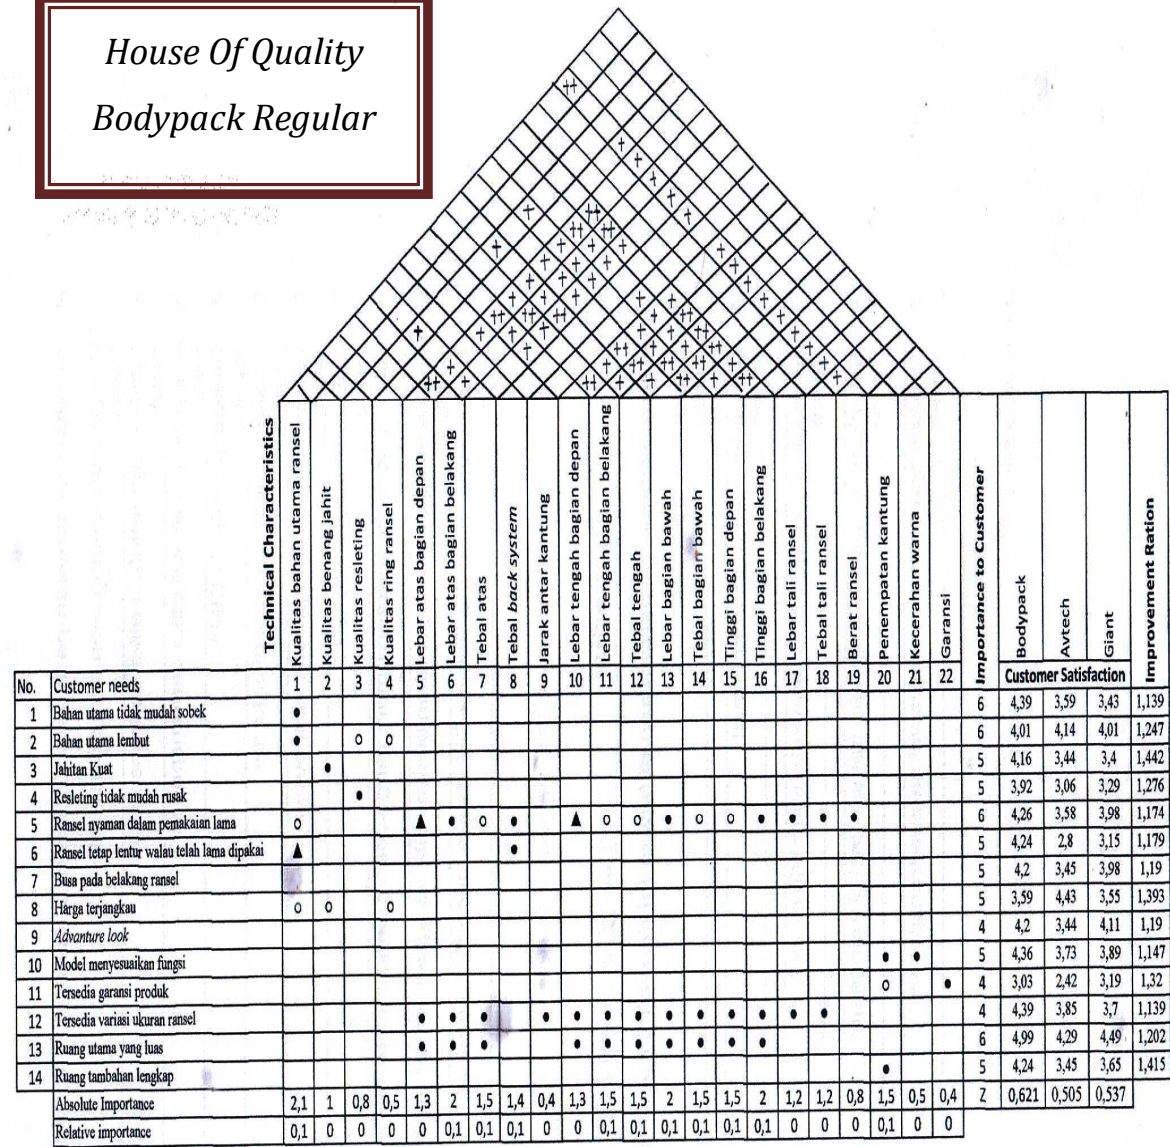 House Of Quality
Bodypack Regular
Technical Characteristics
Kualitas bahan utama ransel
Kualitas benang jahit
Kualitas resleting
Kualitas ring ransel
Lebar atas bagian depan
Lebar atas bagian belakang
Tebal atas
Tebal back system
Jarak antar kantung
Lebar tengah bagian depan
Lebar tengah bagian belakang
Tebal tengah
Lebar bagian bawah
Tebal bagian bawah
Tinggi bagian depan
Tinggi bagian belakang
Lebar tali ransel
Tebal tali ransel
Berat ransel
Penempatan kantung
Kecerahan warna
Garansi
Importance to Customer
Bodypack
Avtech
Giant
Improvement Ration
Customer Satisfaction
No. Customer needs 1 2 3 4 5 6 7 8 9 10 11 12 13 14 15 16 17 18 19 20 21 22
1 Bahan utama tidak mudah sobek ● 6 4,39 3,59 3,43 1,139
2 Bahan utama lembut ● o o 6 4,01 4,14 4,01 1,247
3 Jahitan Kuat ● 5 4,16 3,44 3,4 1,442
4 Resleting tidak mudah rusak ● 5 3,92 3,06 3,29 1,276
5 Ransel nyaman dalam pemakaian lama o ▲ ● o ● ▲ o o ● o o ● ● ● ● 6 4,26 3,58 3,98 1,174
6 Ransel tetap lentur walau telah lama dipakai ▲ ● 5 4,24 2,8 3,15 1,179
7 Busa pada belakang ransel 5 4,2 3,45 3,98 1,19
8 Harga terjangkau o o o 5 3,59 4,43 3,55 1,393
9 Advanture look 4 4,2 3,44 4,11 1,19
10 Model menyesuaikan fungsi ● ● 5 4,36 3,73 3,89 1,147
11 Tersedia garansi produk o ● 4 3,03 2,42 3,19 1,32
12 Tersedia variasi ukuran ransel ● ● ● ● ● ● ● ● ● ● ● ● ● 4 4,39 3,85 3,7 1,139
13 Ruang utama yang luas ● ● ● ● ● ● ● ● ● ● 6 4,99 4,29 4,49 1,202
14 Ruang tambahan lengkap ● 5 4,24 3,45 3,65 1,415
Absolute Importance 2,1 1 0,8 0,5 1,3 2 1,5 1,4 0,4 1,3 1,5 1,5 2 1,5 1,5 2 1,2 1,2 0,8 1,5 0,5 0,4 Z 0,621 0,505 0,537
Relative importance 0,1 0 0 0 0 0,1 0,1 0,1 0 0 0,1 0,1 0,1 0,1 0,1 0,1 0 0 0 0,1 0 0